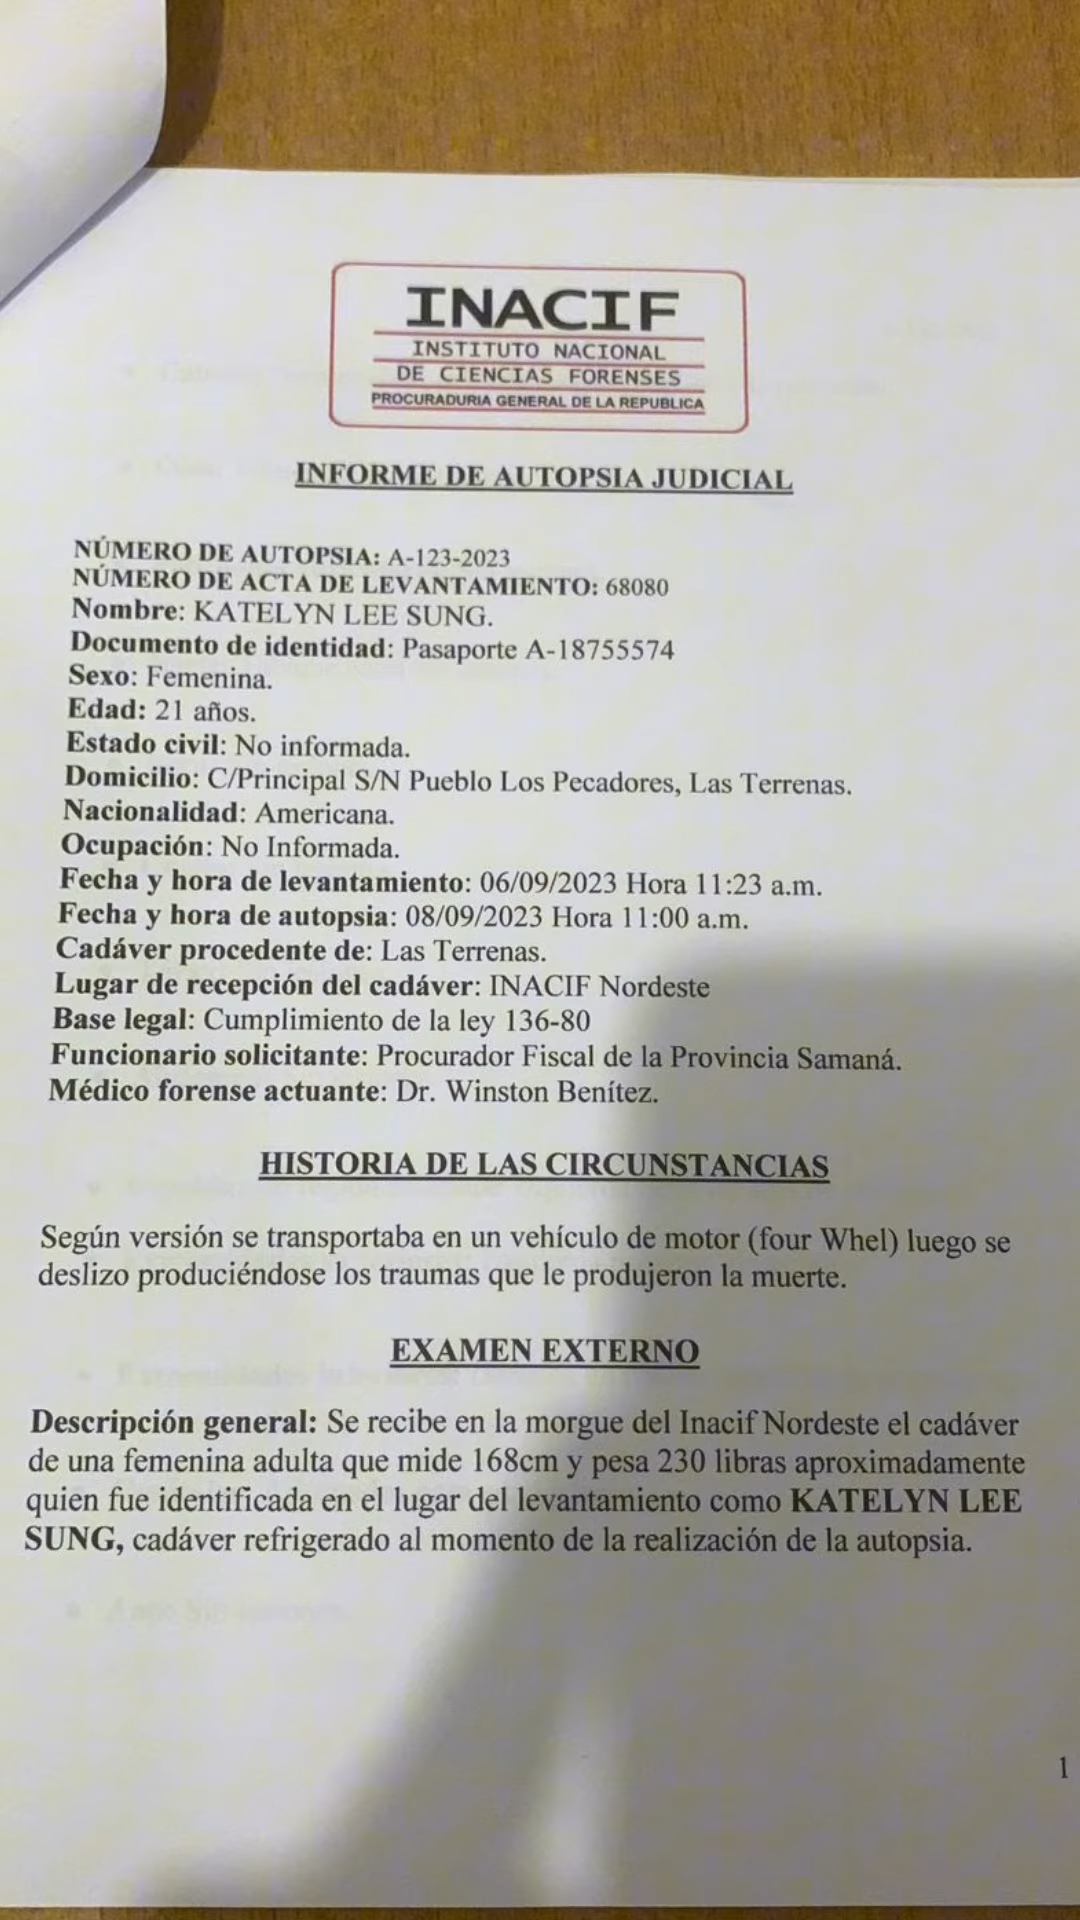 INACIF
INSTITUTO NACIONAL
DE CIENCIAS FORENSES
PROCURADURIA GENERAL DE LA REPUBLICA
INFORME DE AUTOPSIA JUDICIAL
NÚMERO DE AUTOPSIA: A-123-2023
NÚMERO DE ACTA DE LEVANTAMIENTO: 68080
Nombre: KATELYN LEE SUNG.
Documento de identidad: Pasaporte A-18755574
Sexo: Femenina.
Edad: 21 años.
Estado civil: No informada.
Domicilio: C/Principal S/N Pueblo Los Pecadores, Las Terrenas.
Nacionalidad: Americana.
Ocupación: No Informada.
Fecha y hora de levantamiento: 06/09/2023 Hora 11:23 a.m.
Fecha y hora de autopsia: 08/09/2023 Hora 11:00 a.m.
Cadáver procedente de: Las Terrenas.
Lugar de recepción del cadáver: INACIF Nordeste
Base legal: Cumplimiento de la ley 136-80
Funcionario solicitante: Procurador Fiscal de la Provincia Samaná.
Médico forense actuante: Dr. Winston Benítez.
HISTORIA DE LAS CIRCUNSTANCIAS
Según versión se transportaba en un vehículo de motor (four Whel) luego se
deslizo produciéndose los traumas que le produjeron la muerte.
EXAMEN EXTERNO
Descripción general: Se recibe en la morgue del Inacif Nordeste el cadáver
de una femenina adulta que mide 168cm y pesa 230 libras aproximadamente
quien fue identificada en el lugar del levantamiento como KATELYN LEE
SUNG, cadáver refrigerado al momento de la realización de la autopsia.
1